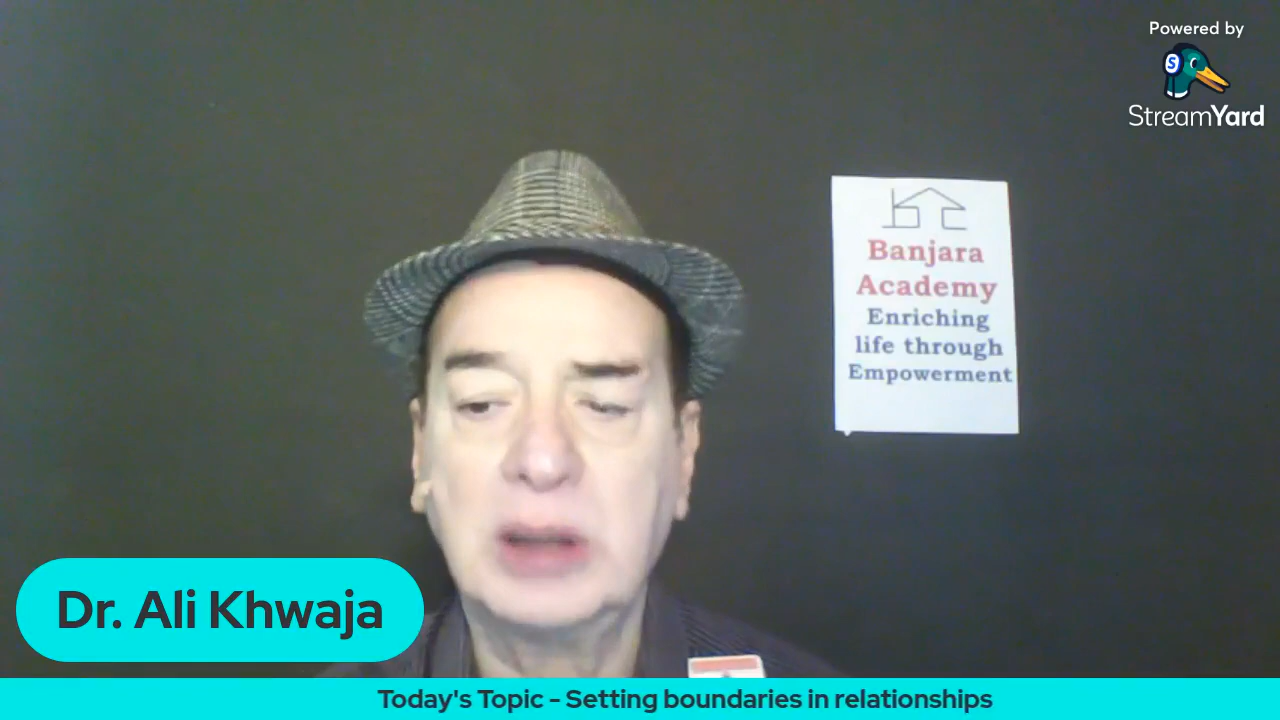 Powered by
StreamYard
Banjara
Academy
Enriching
life through
Empowerment
Dr. Ali Khwaja
Today's Topic - Setting boundaries in relationships